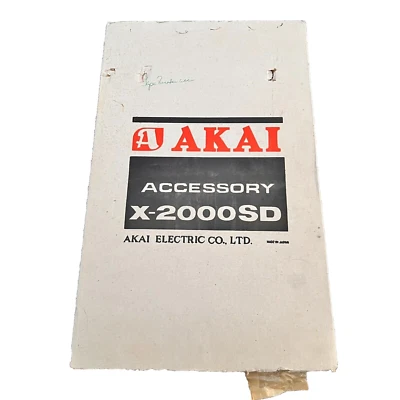 AKAI
ACCESSORY
X-2000SD
AKAI ELECTRIC CO., LTD. MADE IN JAPAN